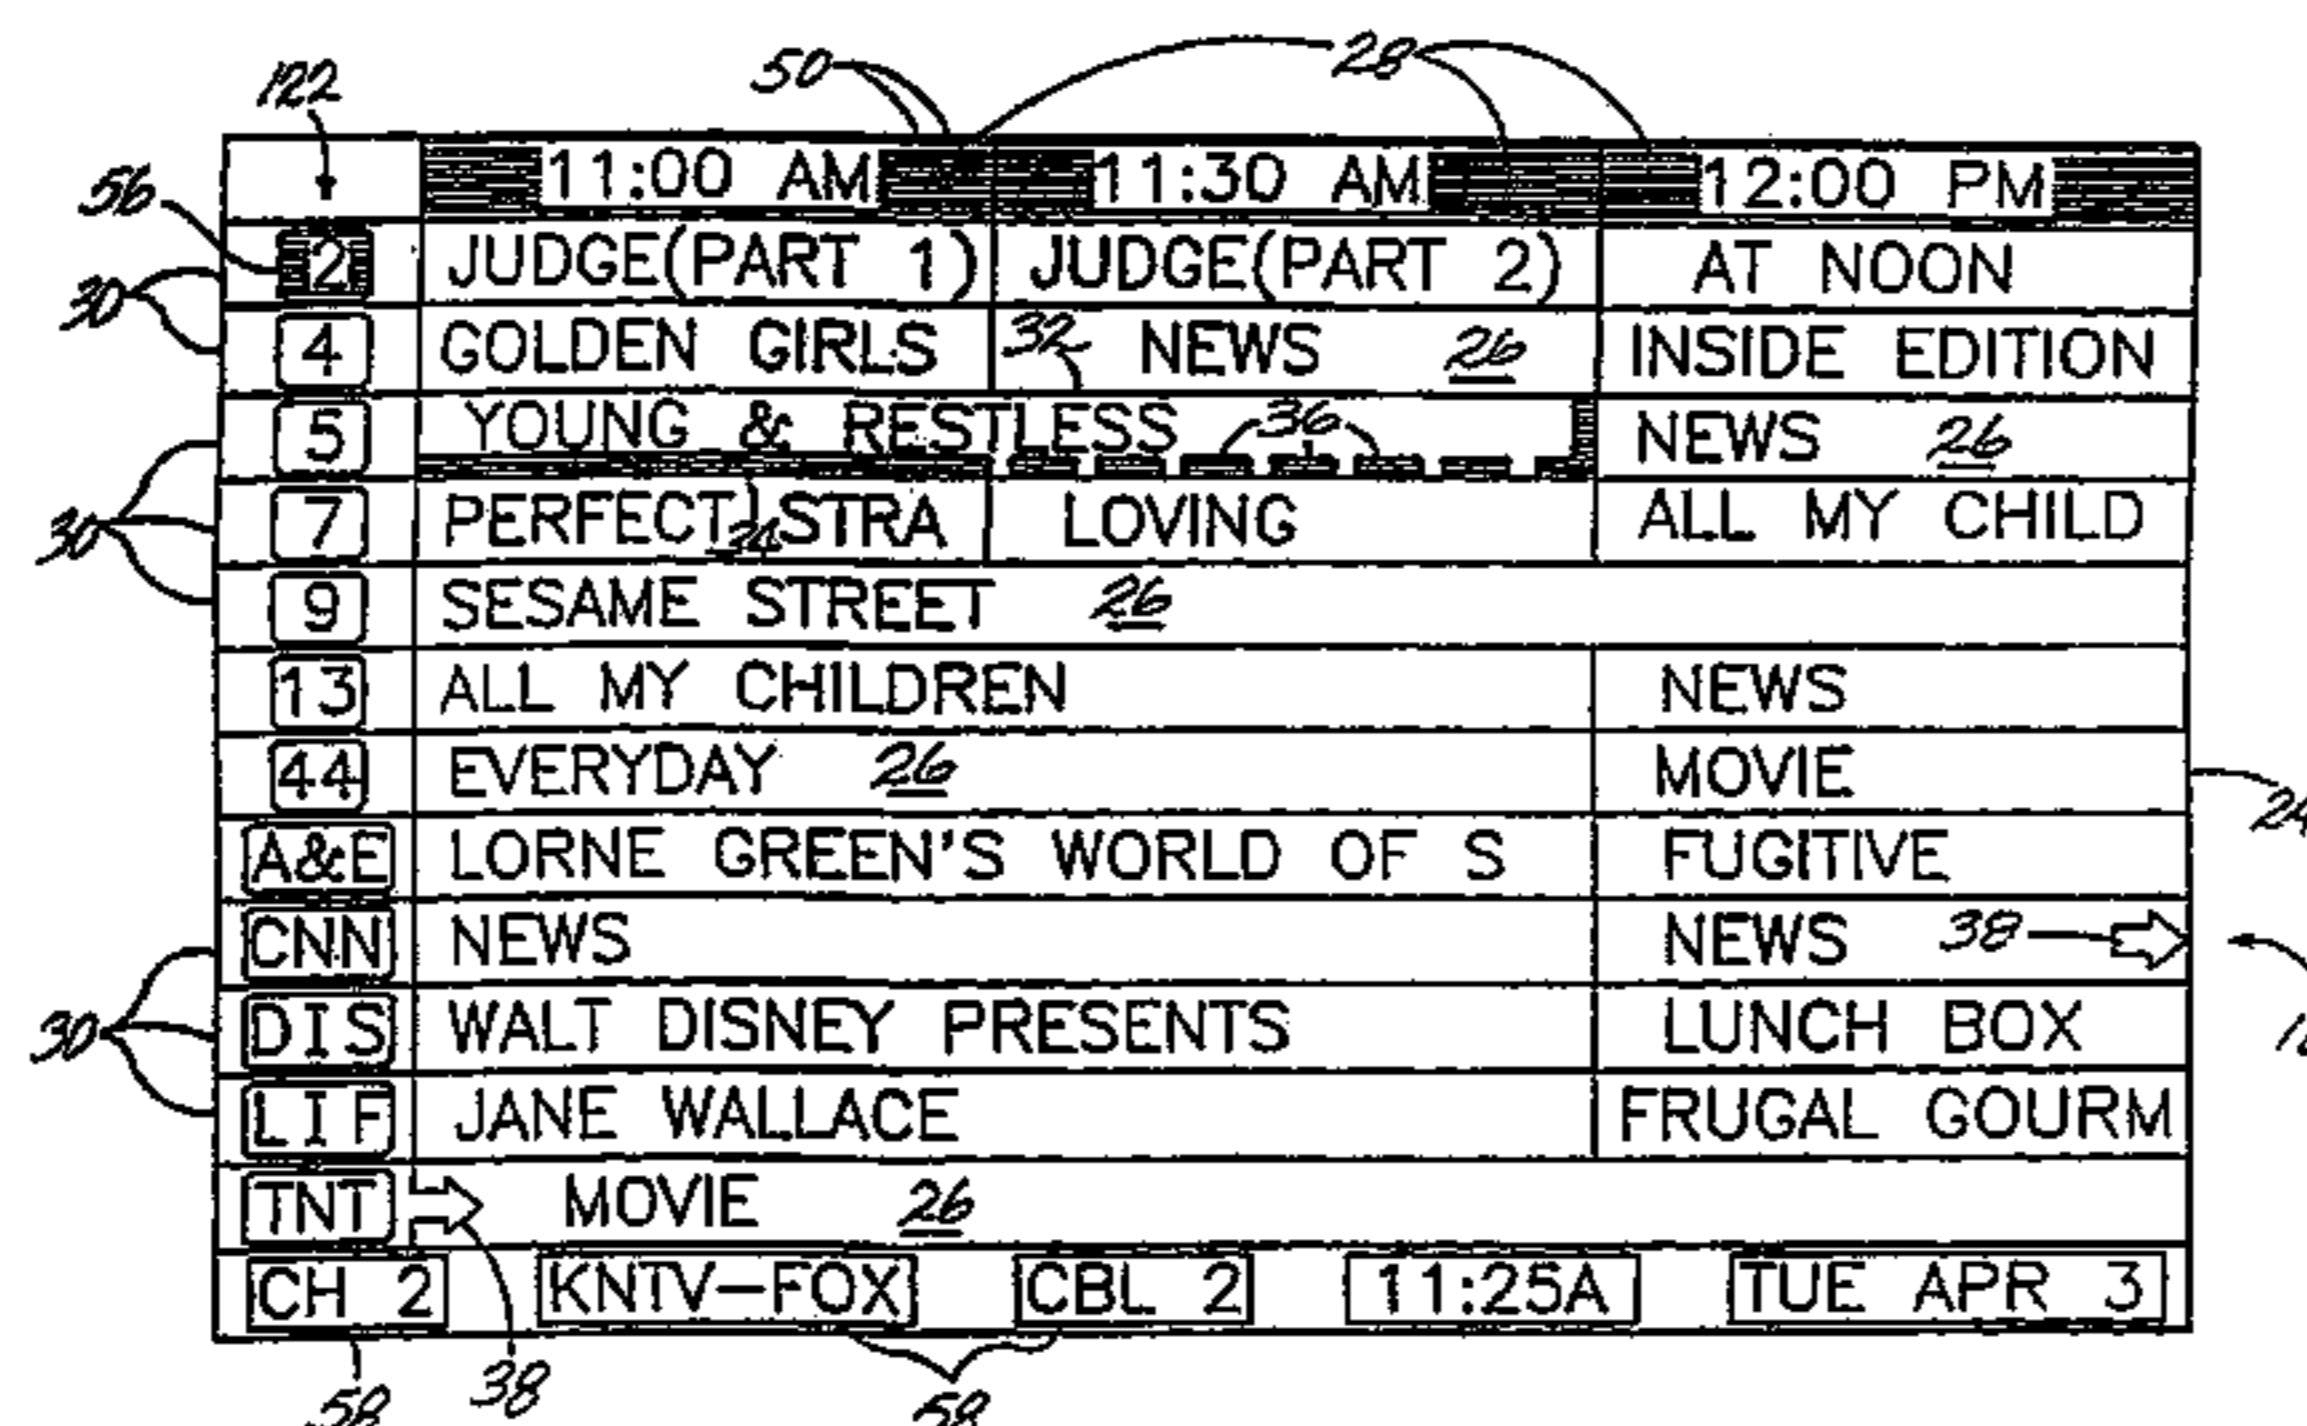 50 28
122
11:00 AM 11:30 AM 12:00 PM
56
2 JUDGE(PART 1) JUDGE(PART 2) AT NOON
30
4 GOLDEN GIRLS 32 NEWS 26 INSIDE EDITION
5 YOUNG & RESTLESS 36 NEWS 26
30
7 PERFECT STRA LOVING ALL MY CHILD
34
9 SESAME STREET 26
13 ALL MY CHILDREN NEWS
44 EVERYDAY 26 MOVIE
24
A&E LORNE GREEN'S WORLD OF S FUGITIVE
CNN NEWS NEWS 38
30
DIS WALT DISNEY PRESENTS LUNCH BOX
LIF JANE WALLACE FRUGAL GOURM
TNT MOVIE 26
CH 2 KNTV-FOX CBL 2 11:25A TUE APR 3
58 38 58